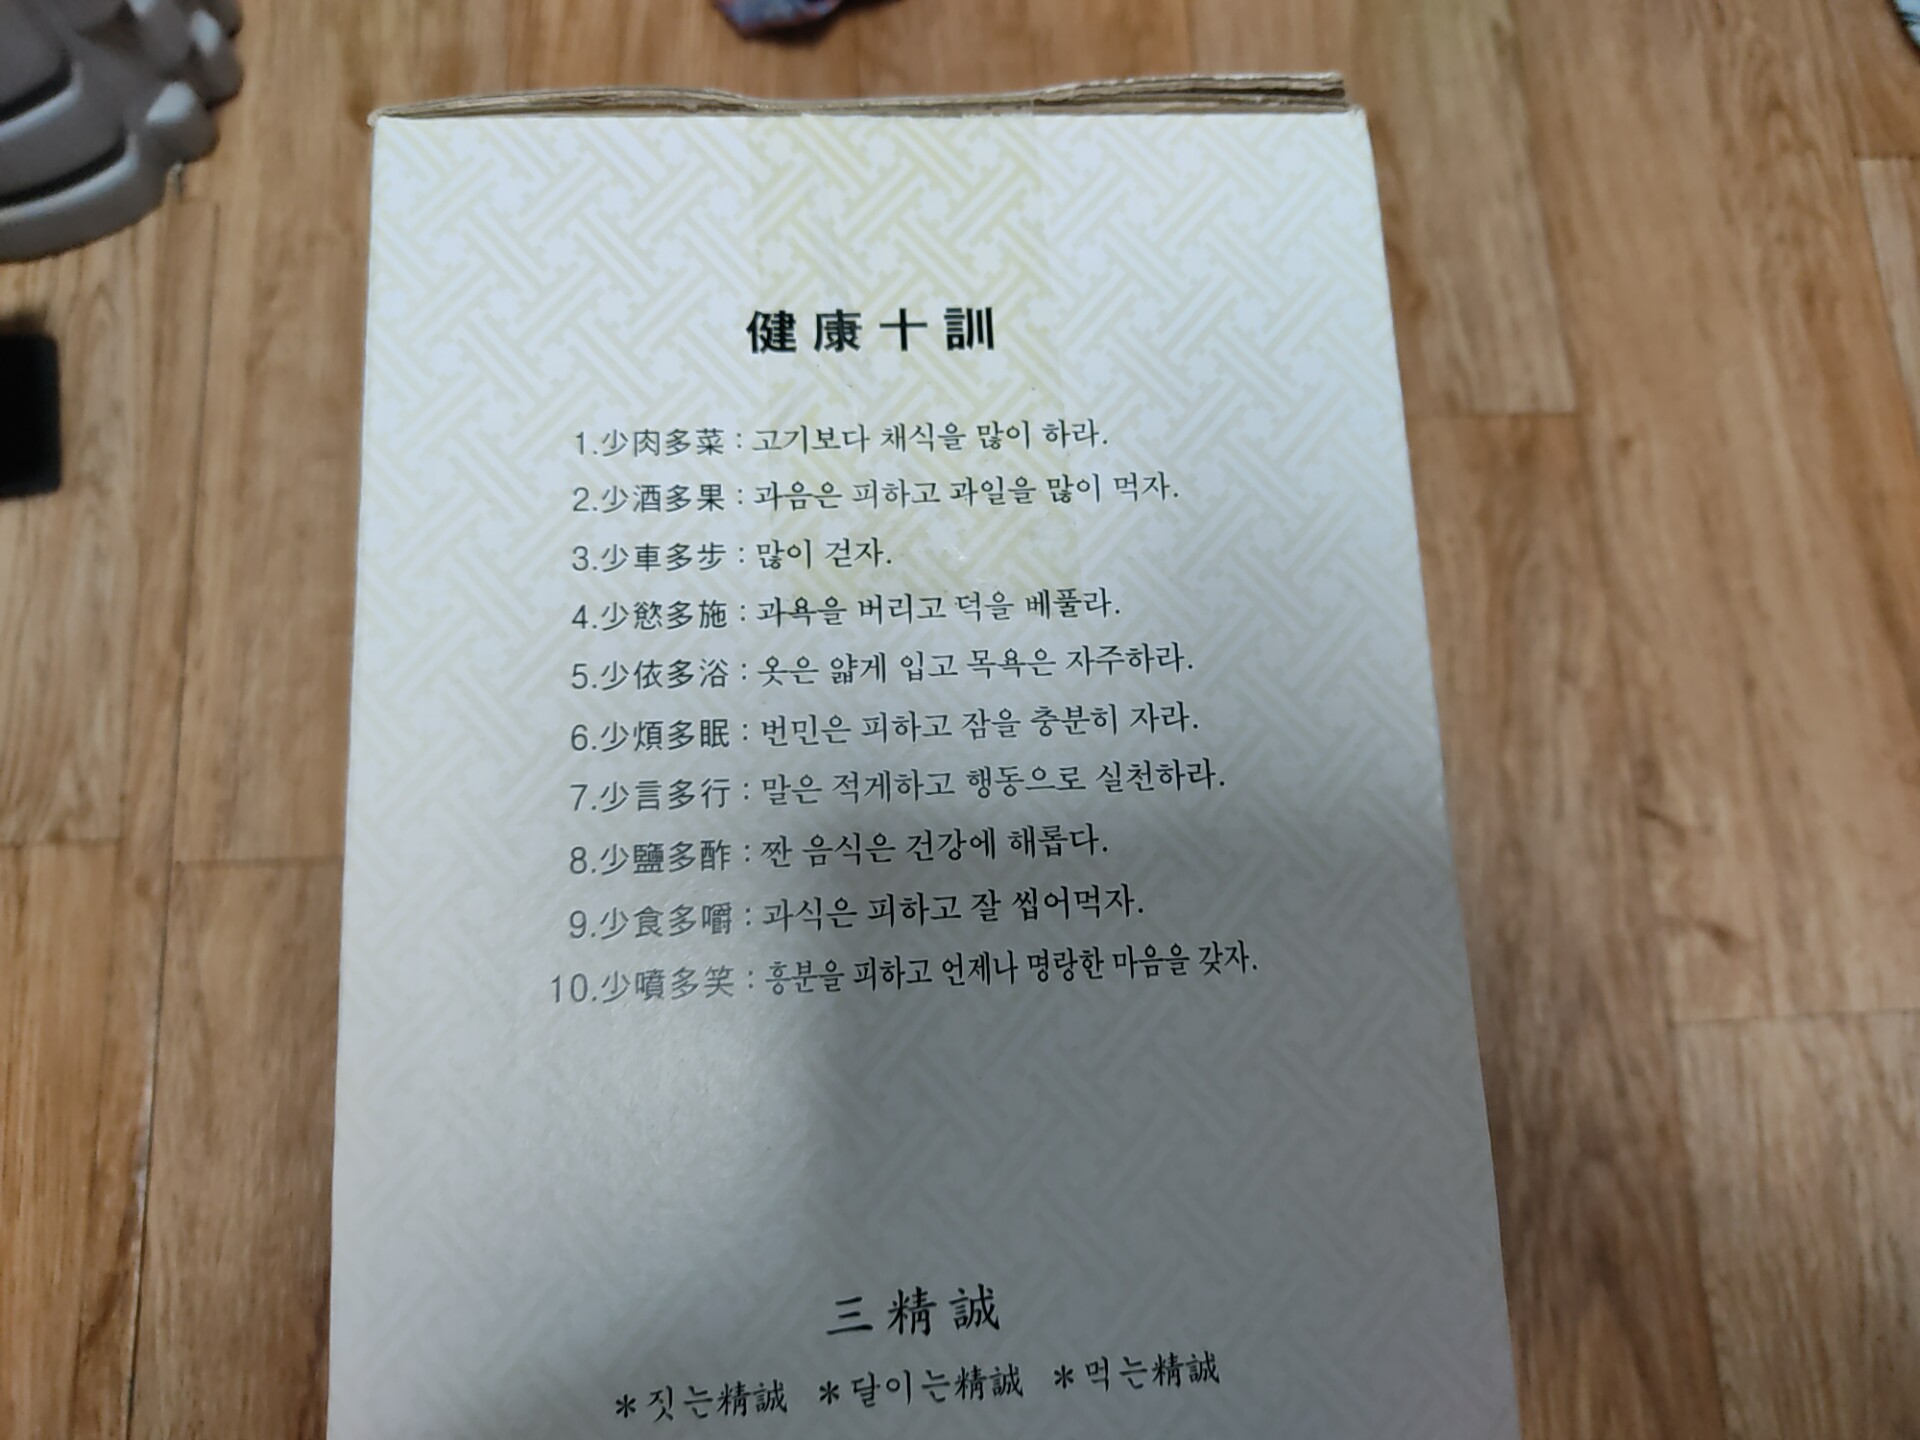 健康十訓
1.少肉多菜 : 고기보다 채식을 많이 하라.
2.少酒多果 : 과음은 피하고 과일을 많이 먹자.
3.少車多步 : 많이 걷자.
4.少慾多施 : 과욕을 버리고 덕을 베풀라.
5.少依多浴 : 옷은 얇게 입고 목욕은 자주하라.
6.少煩多眠 : 번민은 피하고 잠을 충분히 자라.
7.少言多行 : 말은 적게하고 행동으로 실천하라.
8.少鹽多酢 : 짠 음식은 건강에 해롭다.
9.少食多嚼 : 과식은 피하고 잘 씹어먹자.
10.少噴多笑 : 흥분을 피하고 언제나 명랑한 마음을 갖자.
三精誠
*짓는精誠 *달이는精誠 *먹는精誠